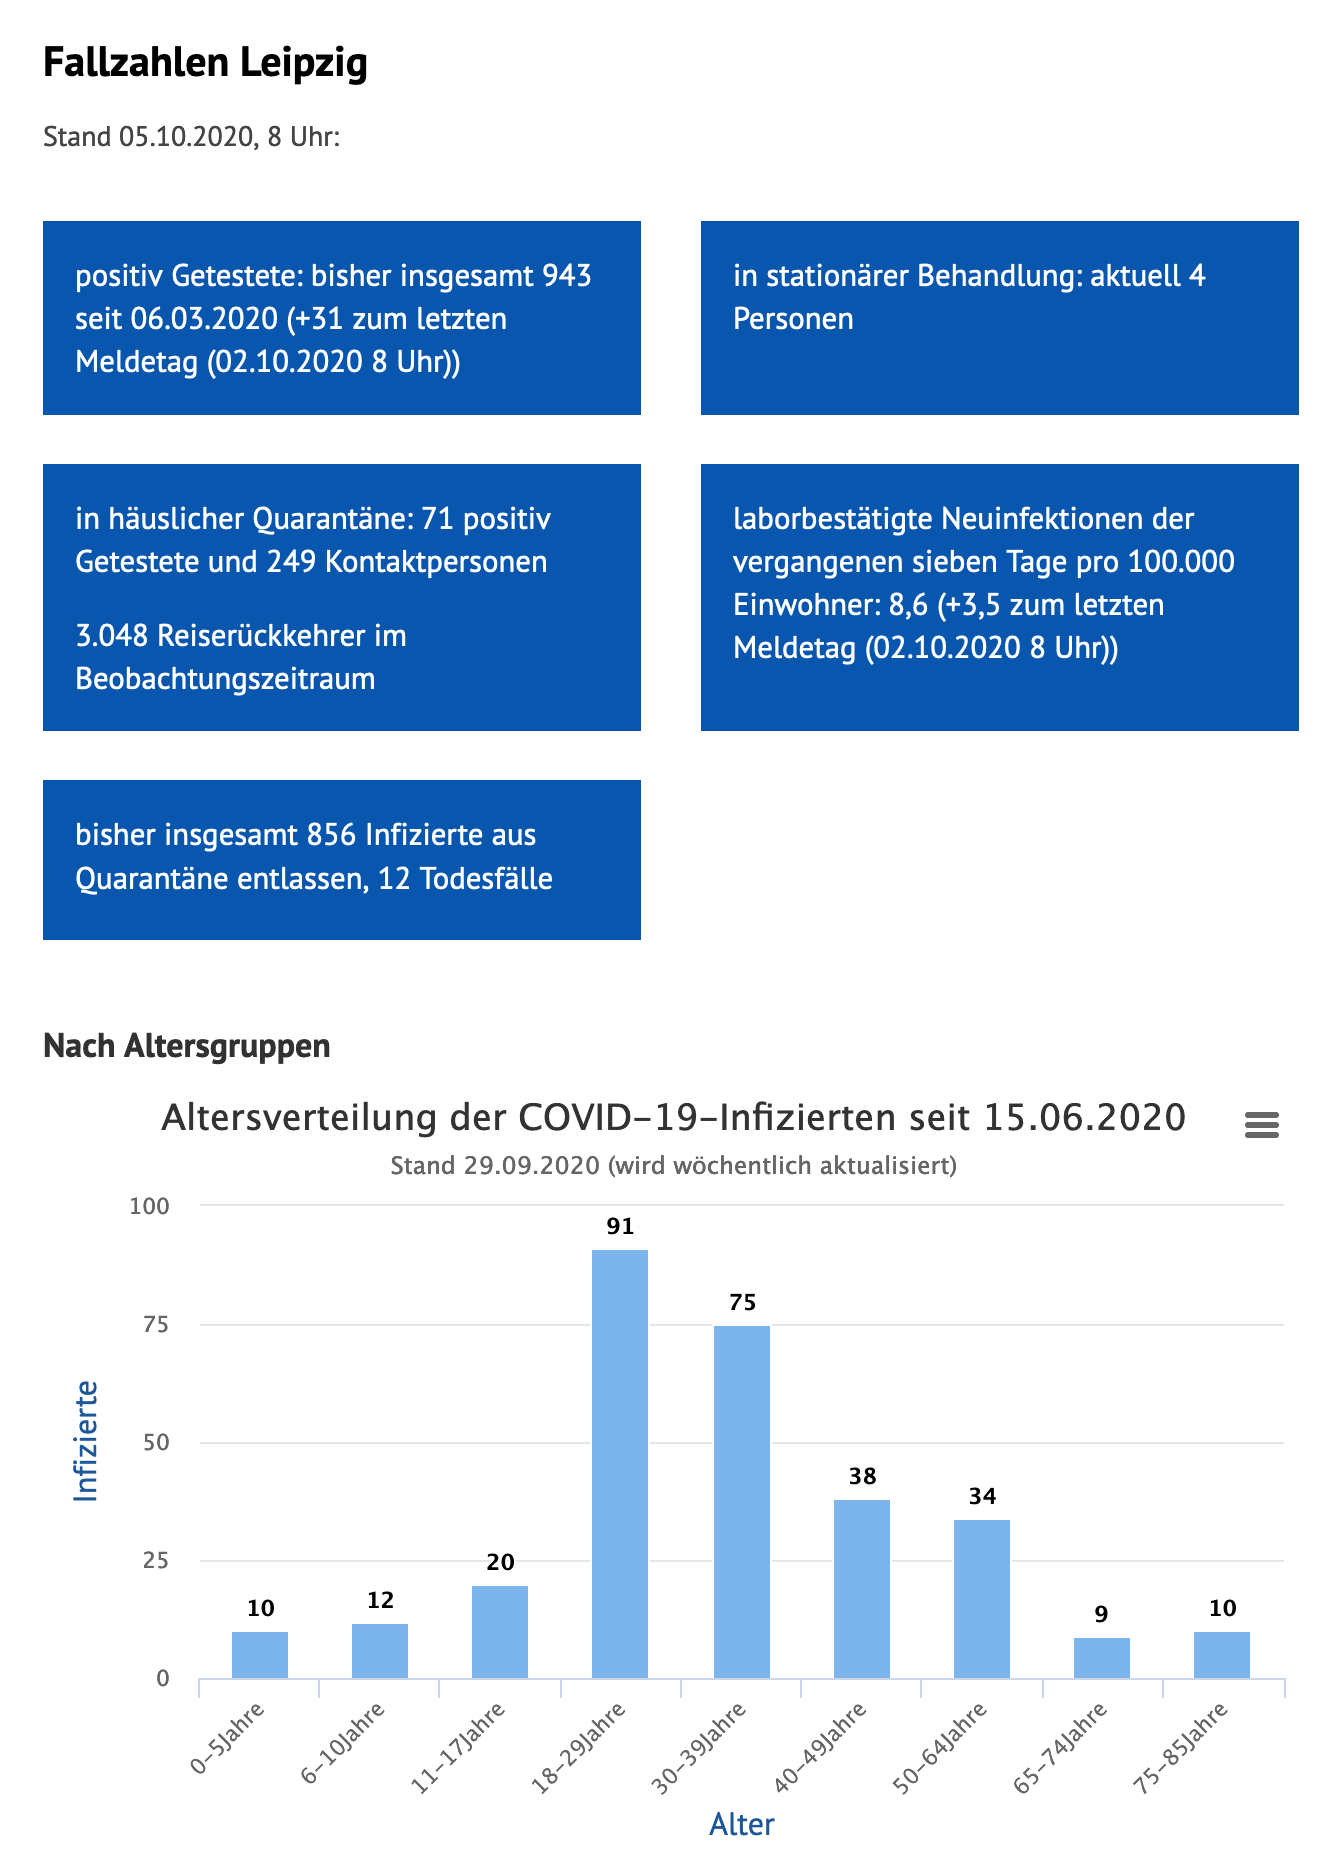 Fallzahlen Leipzig
Stand 05.10.2020, 8 Uhr:
positiv Getestete: bisher insgesamt 943
seit 06.03.2020 (+31 zum letzten
Meldetag (02.10.2020 8 Uhr))
in stationärer Behandlung: aktuell 4
Personen
in häuslicher Quarantäne: 71 positiv
Getestete und 249 Kontaktpersonen
3.048 Reiserückkehrer im
Beobachtungszeitraum
laborbestätigte Neuinfektionen der
vergangenen sieben Tage pro 100.000
Einwohner: 8,6 (+3,5 zum letzten
Meldetag (02.10.2020 8 Uhr))
bisher insgesamt 856 Infizierte aus
Quarantäne entlassen, 12 Todesfälle
Nach Altersgruppen
Altersverteilung der COVID-19-Infizierten seit 15.06.2020
Stand 29.09.2020 (wird wöchentlich aktualisiert)
Infizierte
100
75
50
25
0
10
12
20
91
75
38
34
9
10
0-5Jahre
6-10Jahre
11-17Jahre
18-29Jahre
30-39Jahre
40-49Jahre
50-64Jahre
65-74Jahre
75-85Jahre
Alter